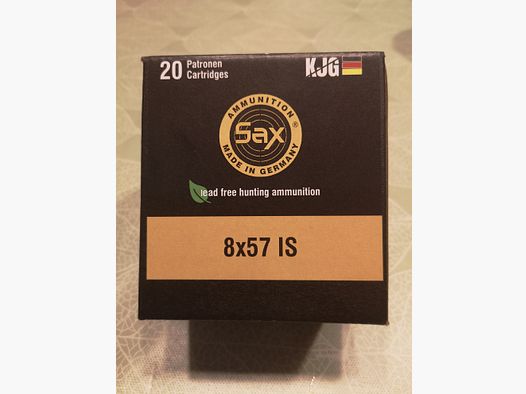 20 Patronen
Cartridges
KJG
AMMUNITION ®
Sax
MADE IN GERMANY
lead free hunting ammunition
8x57 IS